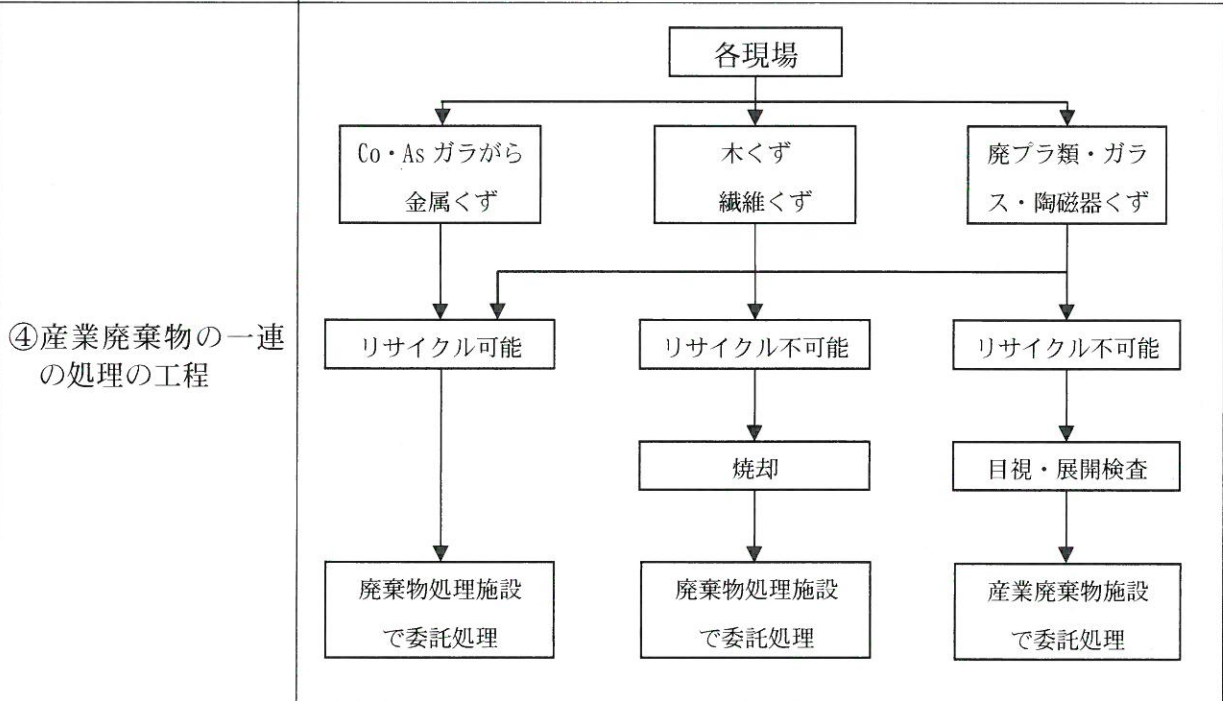 ④産業廃棄物の一連
の処理の工程
各現場
Co・As ガラがら
金属くず
木くず
繊維くず
廃プラ類・ガラ
ス・陶磁器くず
リサイクル可能
リサイクル不可能
リサイクル不可能
焼却
目視・展開検査
廃棄物処理施設
で委託処理
廃棄物処理施設
で委託処理
産業廃棄物施設
で委託処理